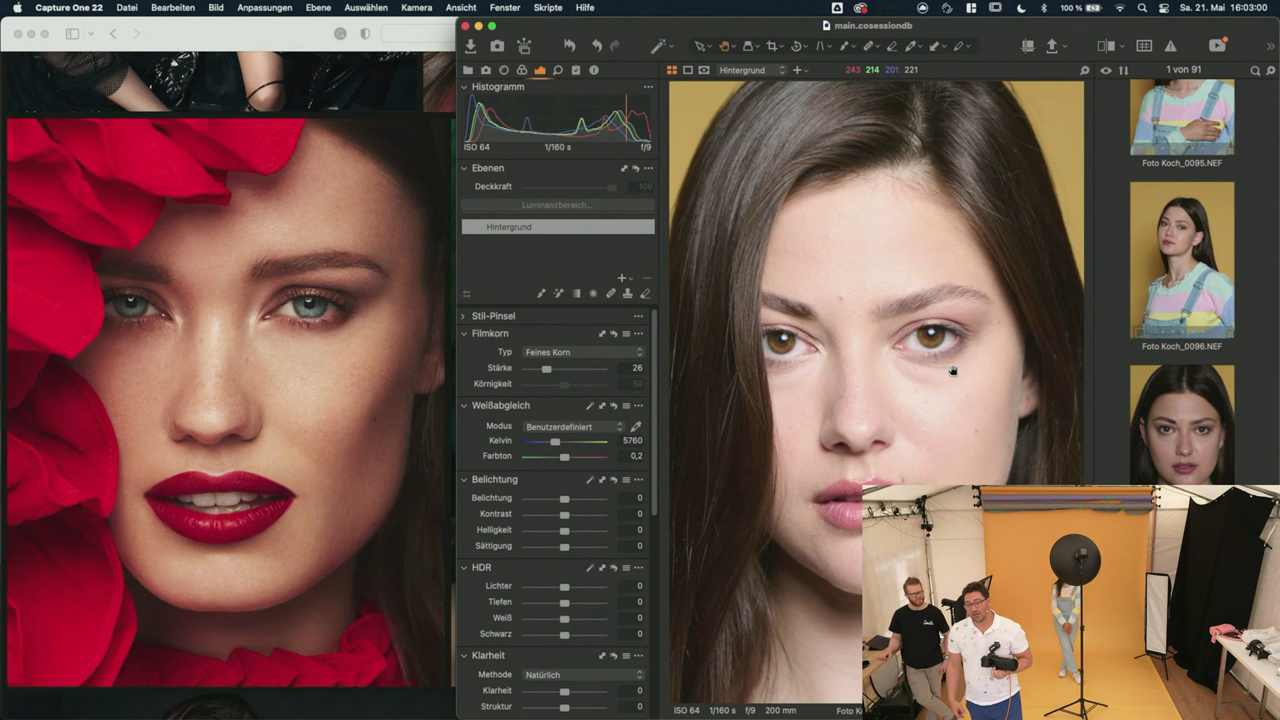 Capture One 22 Datei Bearbeiten Bild Anpassungen Ebene Auswählen Kamera Ansicht Fenster Skripte Hilfe 100 % Sa. 21. Mai 16:03:00
main.cosessiondb
Hintergrund 243 214 201 221 1 von 91
Histogramm
ISO 64 1/160 s f/9
Ebenen
Deckkraft 100
Luminanzbereich...
Hintergrund
Stil-Pinsel
Filmkorn
Typ Feines Korn
Stärke 26
Körnigkeit 50
Weißabgleich
Modus Benutzerdefiniert
Kelvin 5760
Farbton 0,2
Belichtung
Belichtung 0
Kontrast 0
Helligkeit 0
Sättigung 0
HDR
Lichter 0
Tiefen 0
Weiß 0
Schwarz 0
Klarheit
Methode Natürlich
Klarheit 0
Struktur 0
ISO 64 1/160 s f/9 200 mm Foto K
Foto Koch_0095.NEF
Foto Koch_0096.NEF